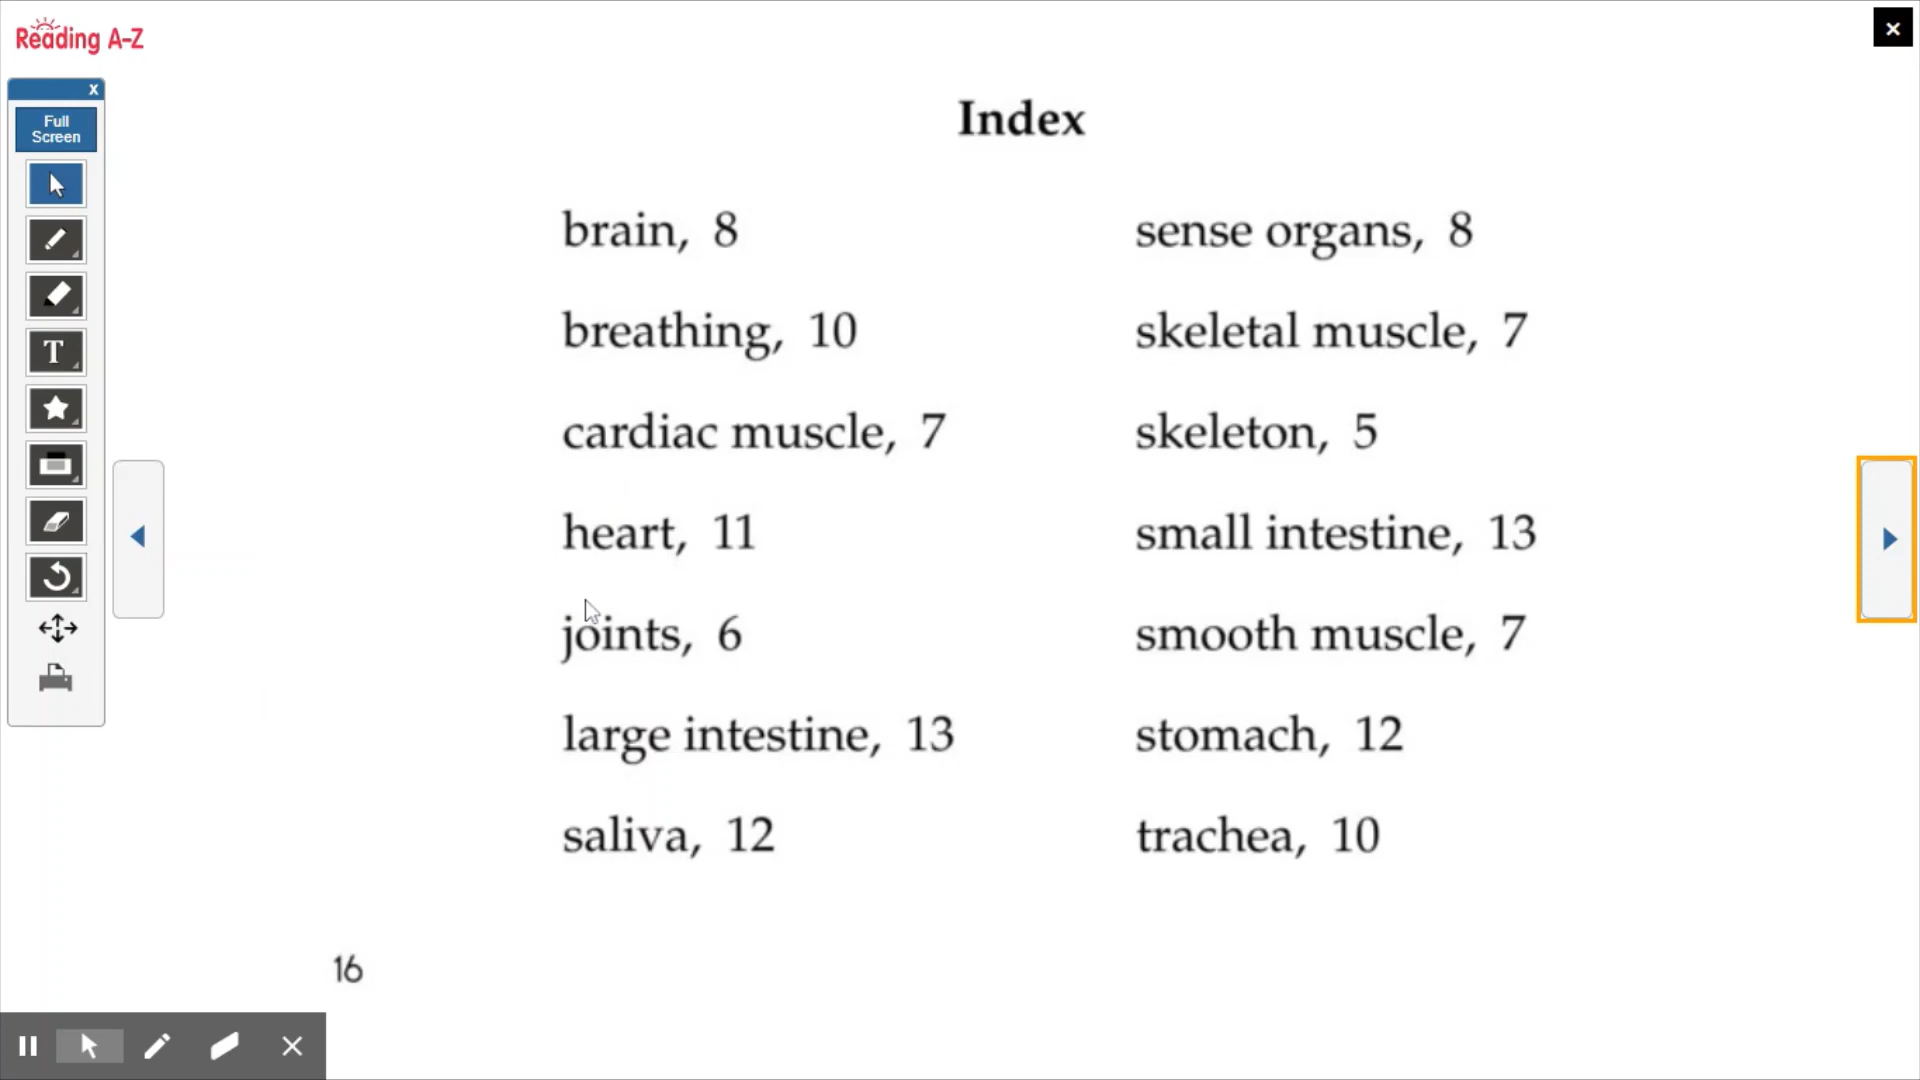 Reading A-Z
x
Full
Screen
T
Index
brain, 8
breathing, 10
cardiac muscle, 7
heart, 11
joints, 6
large intestine, 13
saliva, 12
sense organs, 8
skeletal muscle, 7
skeleton, 5
small intestine, 13
smooth muscle, 7
stomach, 12
trachea, 10
16